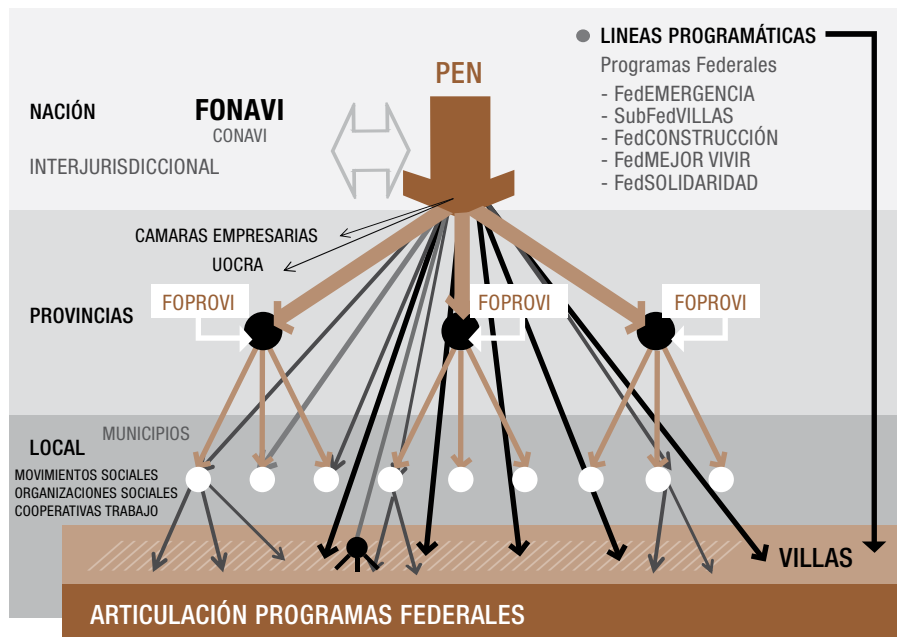 LINEAS PROGRAMÁTICAS
Programas Federales
- FedEMERGENCIA
- SubFedVILLAS
- FedCONSTRUCCIÓN
- FedMEJOR VIVIR
- FedSOLIDARIDAD
PEN
NACIÓN
FONAVI
CONAVI
INTERJURISDICCIONAL
CAMARAS EMPRESARIAS
UOCRA
PROVINCIAS
FOPROVI
FOPROVI
FOPROVI
MUNICIPIOS
LOCAL
MOVIMIENTOS SOCIALES
ORGANIZACIONES SOCIALES
COOPERATIVAS TRABAJO
VILLAS
ARTICULACIÓN PROGRAMAS FEDERALES